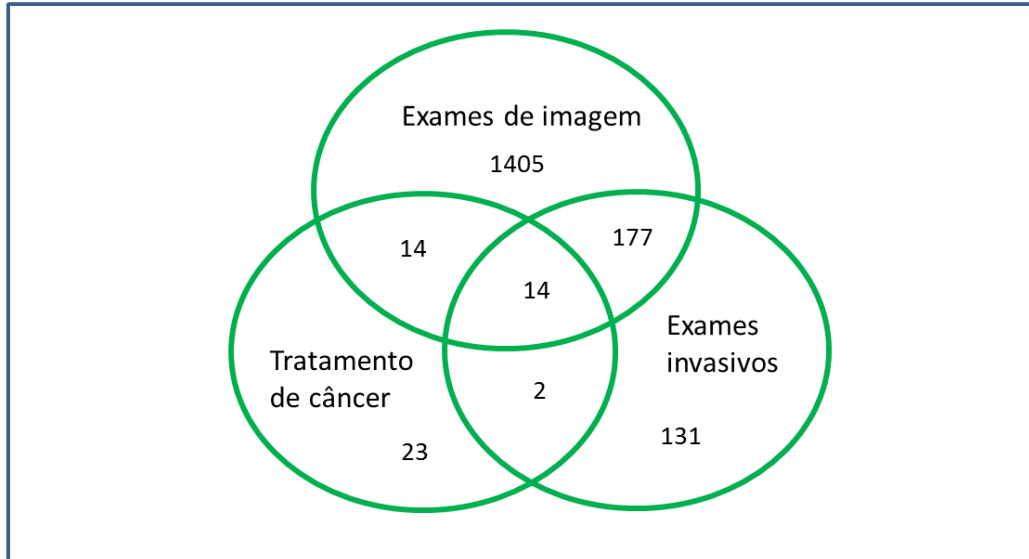 Exames de imagem
1405
14
177
14
Exames
invasivos
Tratamento
de câncer
2
131
23